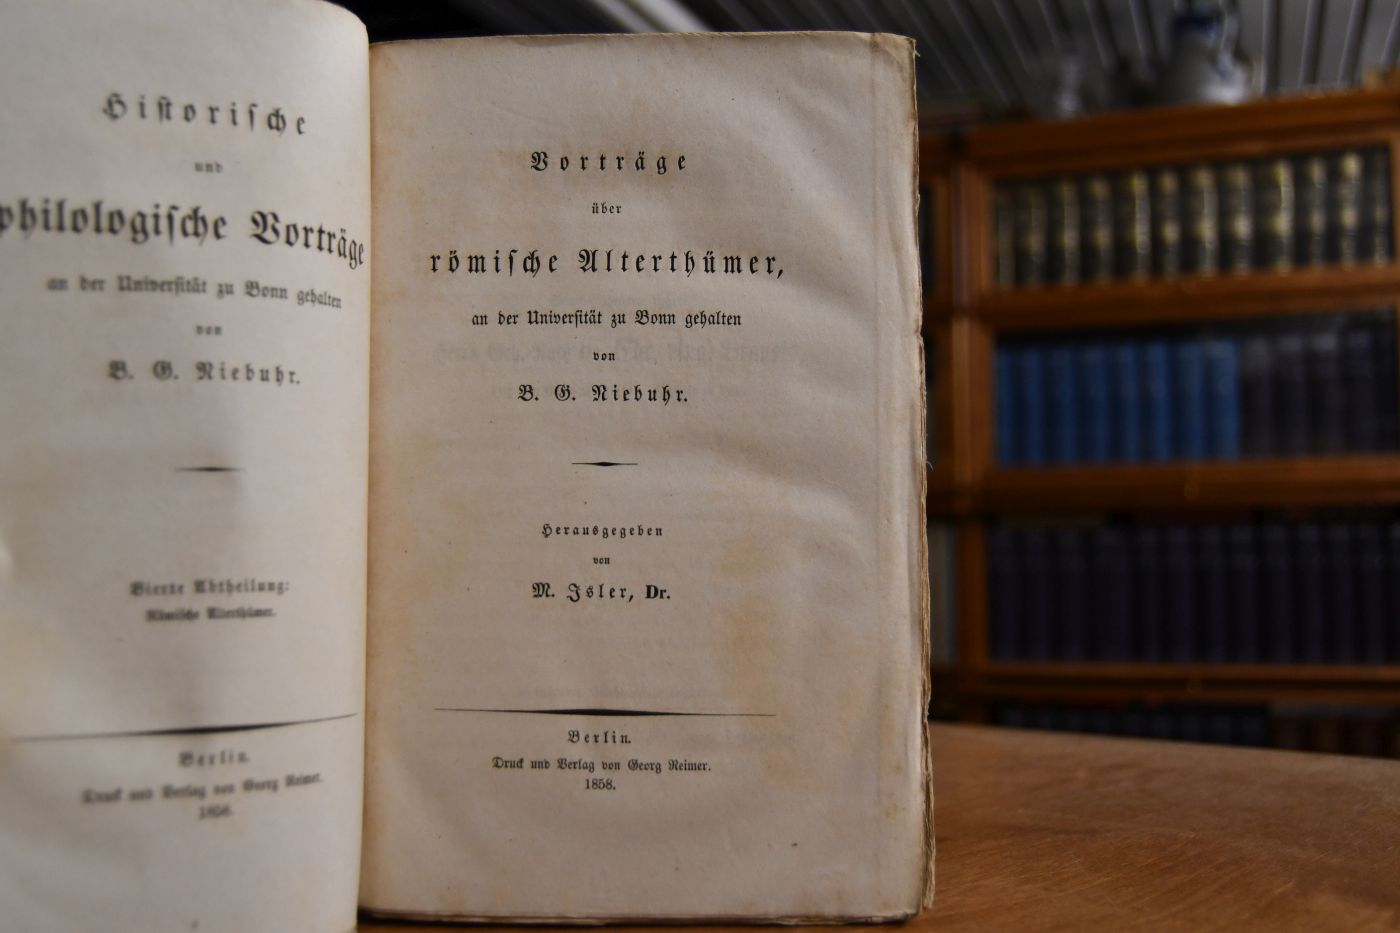 Historische
und
philologische Vorträge
an der Universität zu Bonn gehalten
von
B. G. Niebuhr.
Vierte Abtheilung:
Römische Alterthümer.
Berlin.
Druck und Verlag von Georg Reimer.
1858.
Vorträge
über
römische Alterthümer,
an der Universität zu Bonn gehalten
von
B. G. Niebuhr.
Herausgegeben
von
M. Isler, Dr.
Berlin.
Druck und Verlag von Georg Reimer.
1858.